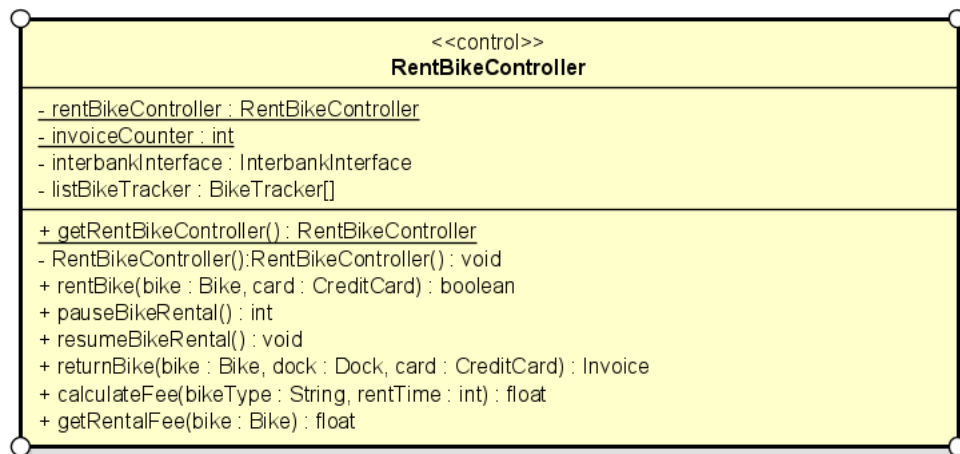 <<control>>
RentBikeController
- rentBikeController : RentBikeController
- invoiceCounter : int
- interbankInterface : InterbankInterface
- listBikeTracker : BikeTracker[]
+ getRentBikeController() : RentBikeController
- RentBikeController():RentBikeController() : void
+ rentBike(bike : Bike, card : CreditCard) : boolean
+ pauseBikeRental() : int
+ resumeBikeRental() : void
+ returnBike(bike : Bike, dock : Dock, card : CreditCard) : Invoice
+ calculateFee(bikeType : String, rentTime : int) : float
+ getRentalFee(bike : Bike) : float